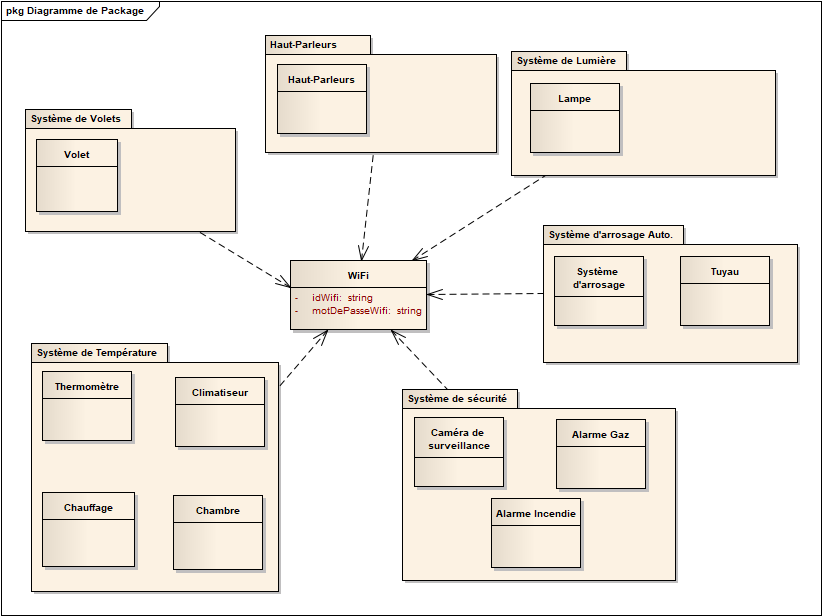 pkg Diagramme de Package
Haut-Parleurs
Haut-Parleurs
Système de Lumière
Lampe
Système de Volets
Volet
Système d'arrosage Auto.
Système
d'arrosage
Tuyau
WiFi
- idWifi: string
- motDePasseWifi: string
Système de Température
Thermomètre
Climatiseur
Chauffage
Chambre
Système de sécurité
Caméra de
surveillance
Alarme Gaz
Alarme Incendie